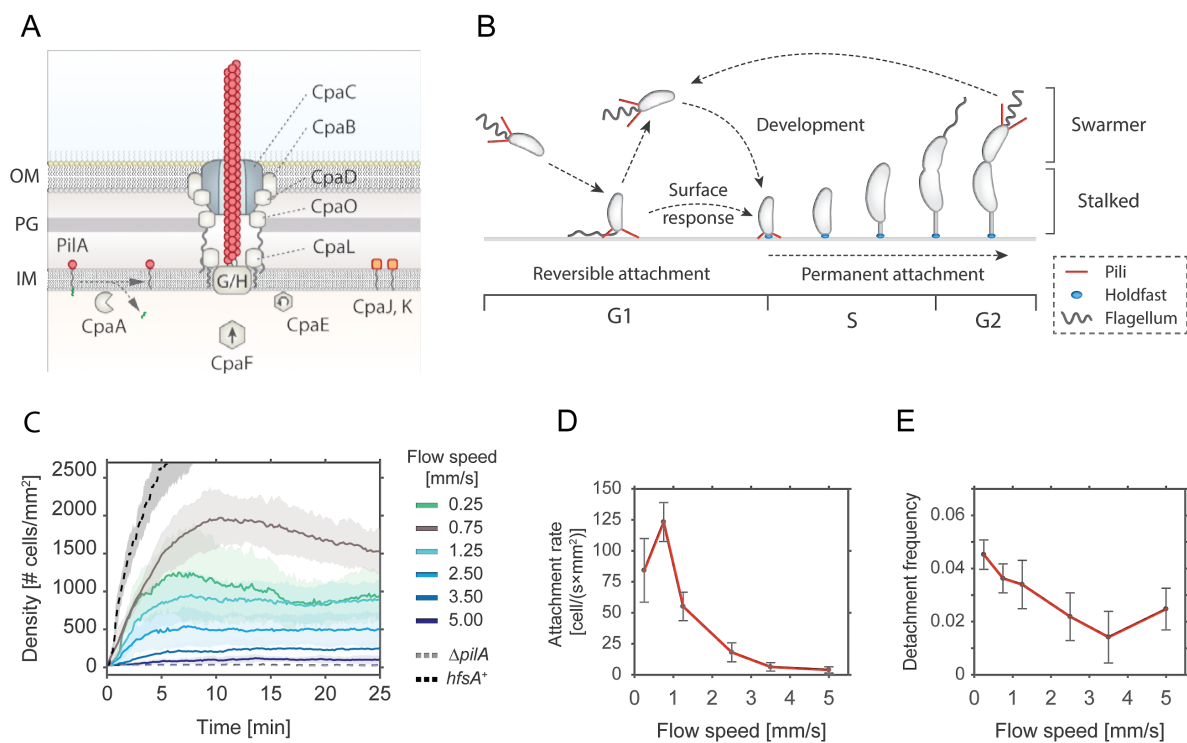 A
CpaC
CpaB
OM
CpaD
CpaO
PG
PilA
CpaL
IM
G/H
CpaA
CpaE
CpaJ, K
CpaF
B
Development
Swarmer
Surface
response
Stalked
Reversible attachment
Permanent attachment
G1
S
G2
Pili
Holdfast
Flagellum
C
Density [# cells/mm²]
2500
2000
1500
1000
500
0
0
5
10
15
20
25
Time [min]
Flow speed
[mm/s]
0.25
0.75
1.25
2.50
3.50
5.00
ΔpilA
hfsA⁺
D
Attachment rate
[cell/(s×mm²)]
150
125
100
75
50
25
0
0
1
2
3
4
5
Flow speed [mm/s]
E
Detachment frequency
0.06
0.04
0.02
0
0
1
2
3
4
5
Flow speed [mm/s]